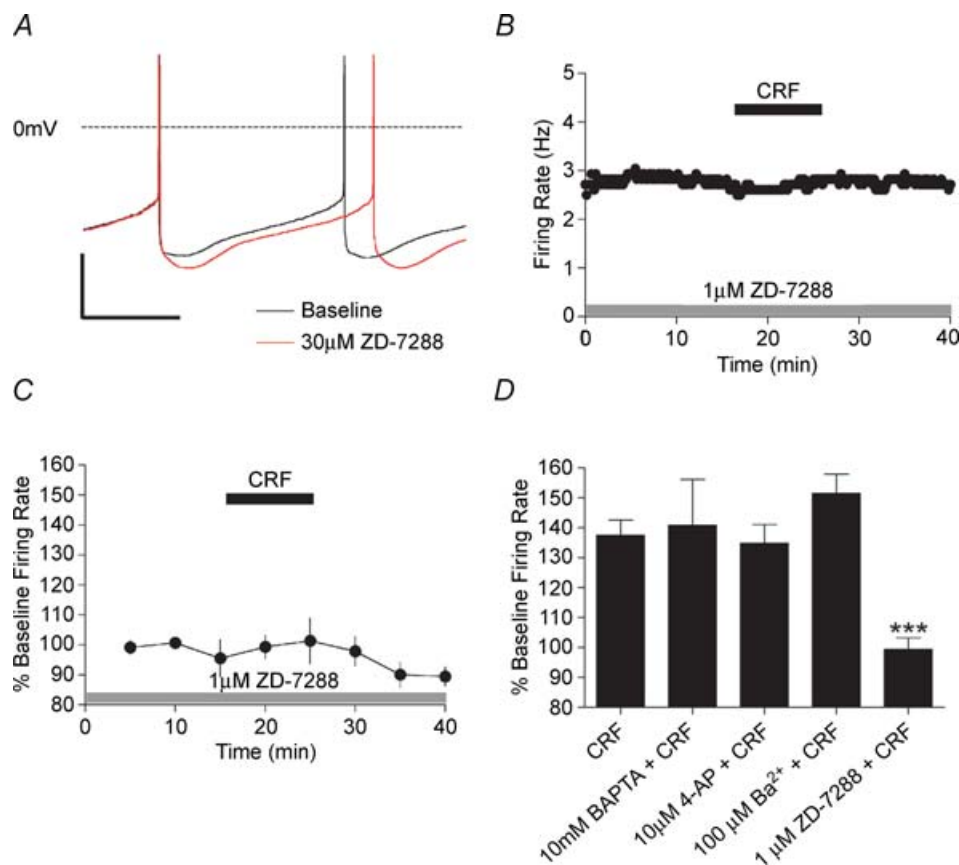 A
0mV
Baseline
30μM ZD-7288
B
Firing Rate (Hz)
5
4
3
2
1
0
CRF
1μM ZD-7288
0 10 20 30 40
Time (min)
C
% Baseline Firing Rate
160
150
140
130
120
110
100
90
80
CRF
1μM ZD-7288
0 10 20 30 40
Time (min)
D
% Baseline Firing Rate
160
150
140
130
120
110
100
90
80
***
CRF
10mM BAPTA + CRF
10μM 4-AP + CRF
100 μM Ba²⁺ + CRF
1 μM ZD-7288 + CRF